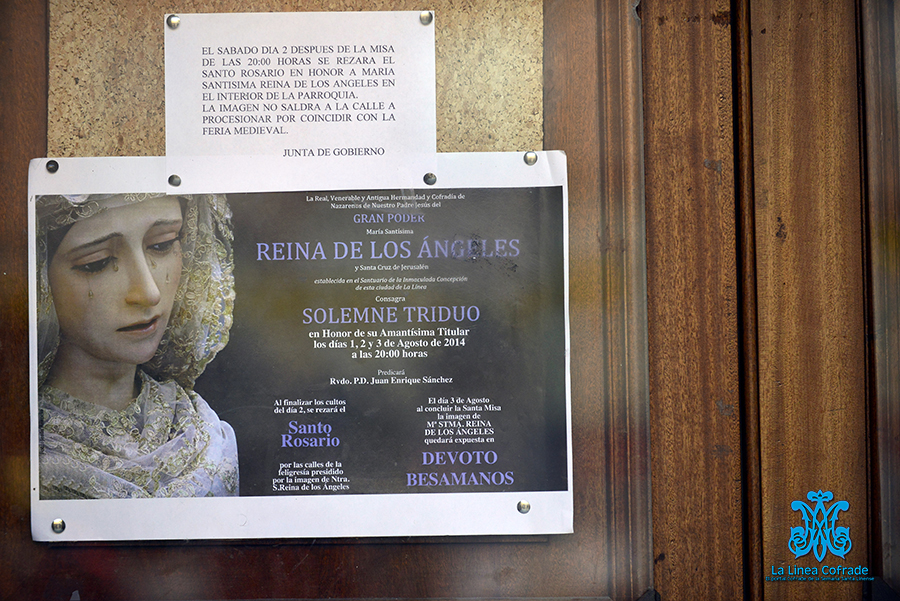 EL SABADO DIA 2 DESPUES DE LA MISA
DE LAS 20:00 HORAS SE REZARA EL
SANTO ROSARIO EN HONOR A MARIA
SANTISIMA REINA DE LOS ANGELES EN
EL INTERIOR DE LA PARROQUIA.
LA IMAGEN NO SALDRA A LA CALLE A
PROCESIONAR POR COINCIDIR CON LA
FERIA MEDIEVAL.
JUNTA DE GOBIERNO
La Real, Venerable y Antigua Hermandad y Cofradía de
Nazarenos de Nuestro Padre Jesús del
GRAN PODER
María Santísima
REINA DE LOS ÁNGELES
y Santa Cruz de Jerusalén
establecida en el Santuario de la Inmaculada Concepción
de esta ciudad de La Línea
Consagra
SOLEMNE TRIDUO
en Honor de su Amantísima Titular
los días 1, 2 y 3 de Agosto de 2014
a las 20:00 horas
Predicará
Rvdo. P.D. Juan Enrique Sánchez
Al finalizar los cultos
del día 2, se rezará el
Santo
Rosario
por las calles de la
feligresía presidido
por la imagen de Ntra.
S.Reina de los Ángeles
El día 3 de Agosto
al concluir la Santa Misa
la imagen de
Mª STMA. REINA
DE LOS ÁNGELES
quedará expuesta en
DEVOTO
BESAMANOS
La Línea Cofrade